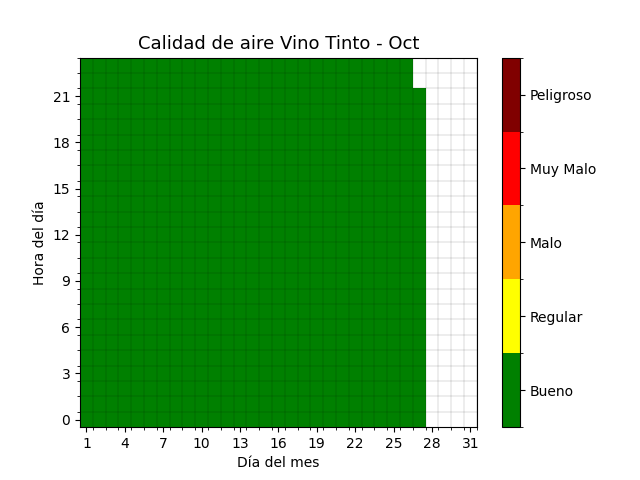 Calidad de aire Vino Tinto - Oct
Hora del día
21
18
15
12
9
6
3
0
1 4 7 10 13 16 19 22 25 28 31
Día del mes
Peligroso
Muy Malo
Malo
Regular
Bueno